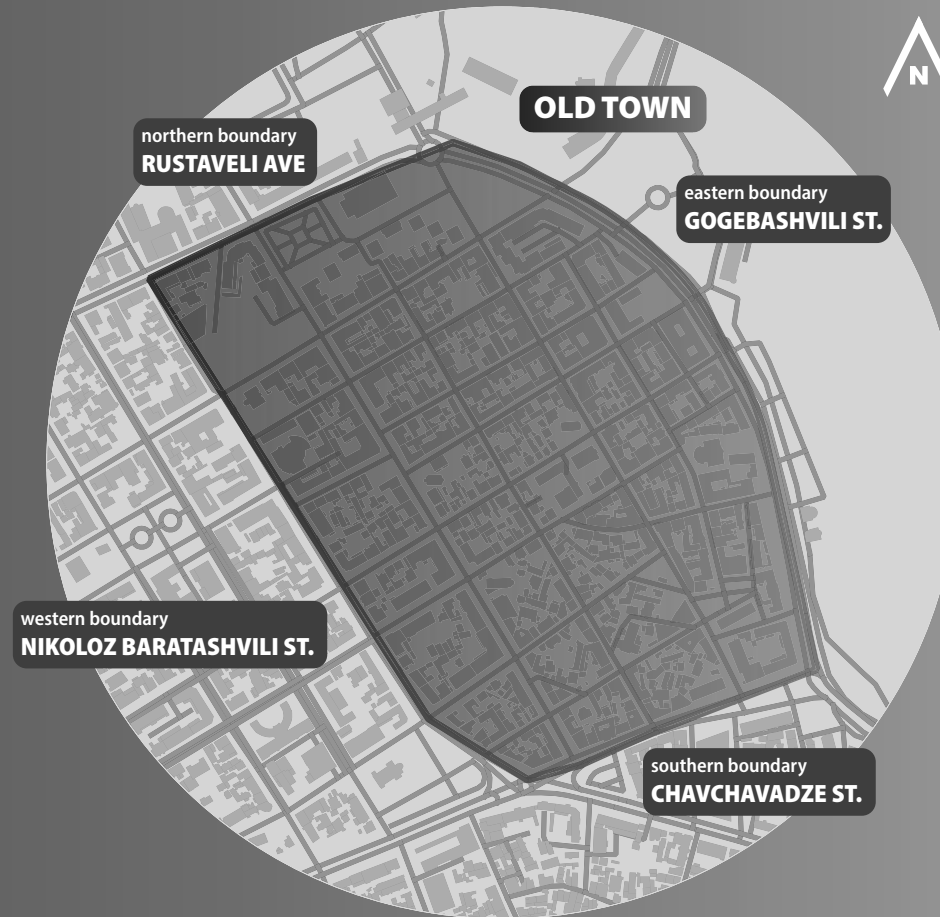 N
OLD TOWN
northern boundary
RUSTAVELI AVE
eastern boundary
GOGEBASHVILI ST.
western boundary
NIKOLOZ BARATASHVILI ST.
southern boundary
CHAVCHAVADZE ST.